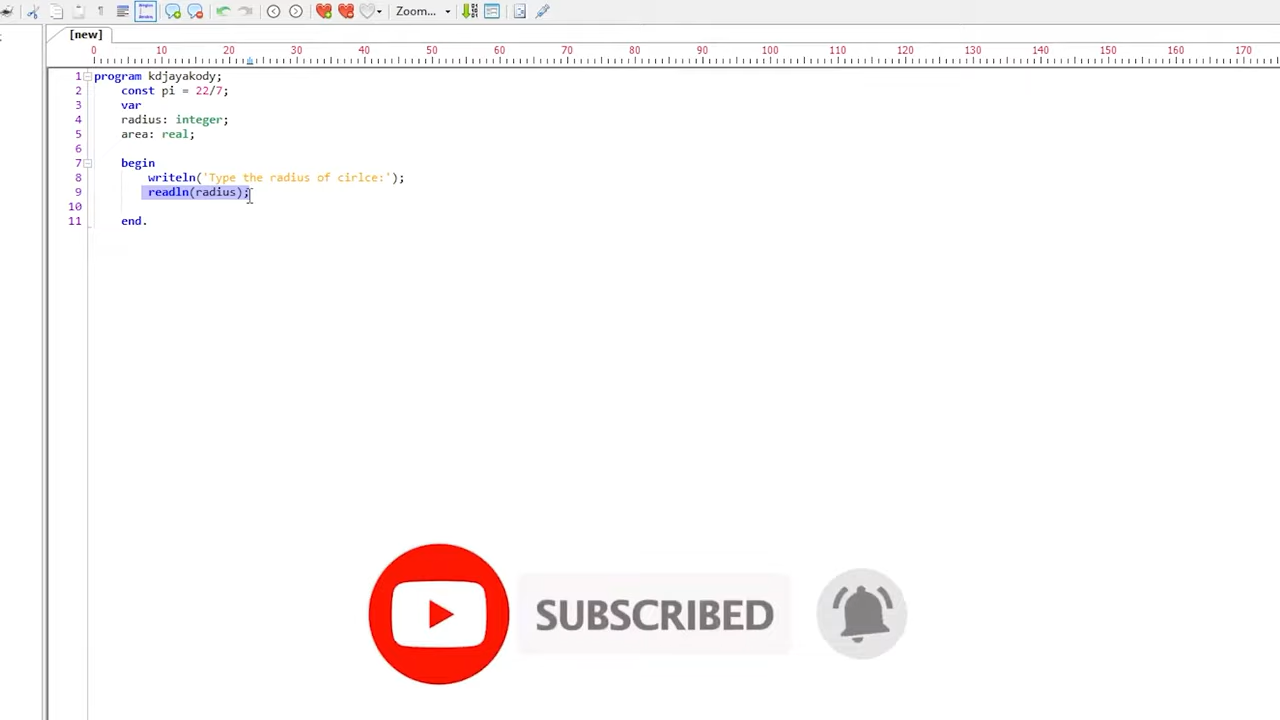 Zoom...
[new]
0 10 20 30 40 50 60 70 80 90 100 110 120 130 140 150 160 170
1 program kdjayakody;
2 const pi = 22/7;
3 var
4 radius: integer;
5 area: real;
6
7 begin
8 writeln('Type the radius of cirlce:');
9 readln(radius);
10
11 end.
SUBSCRIBED